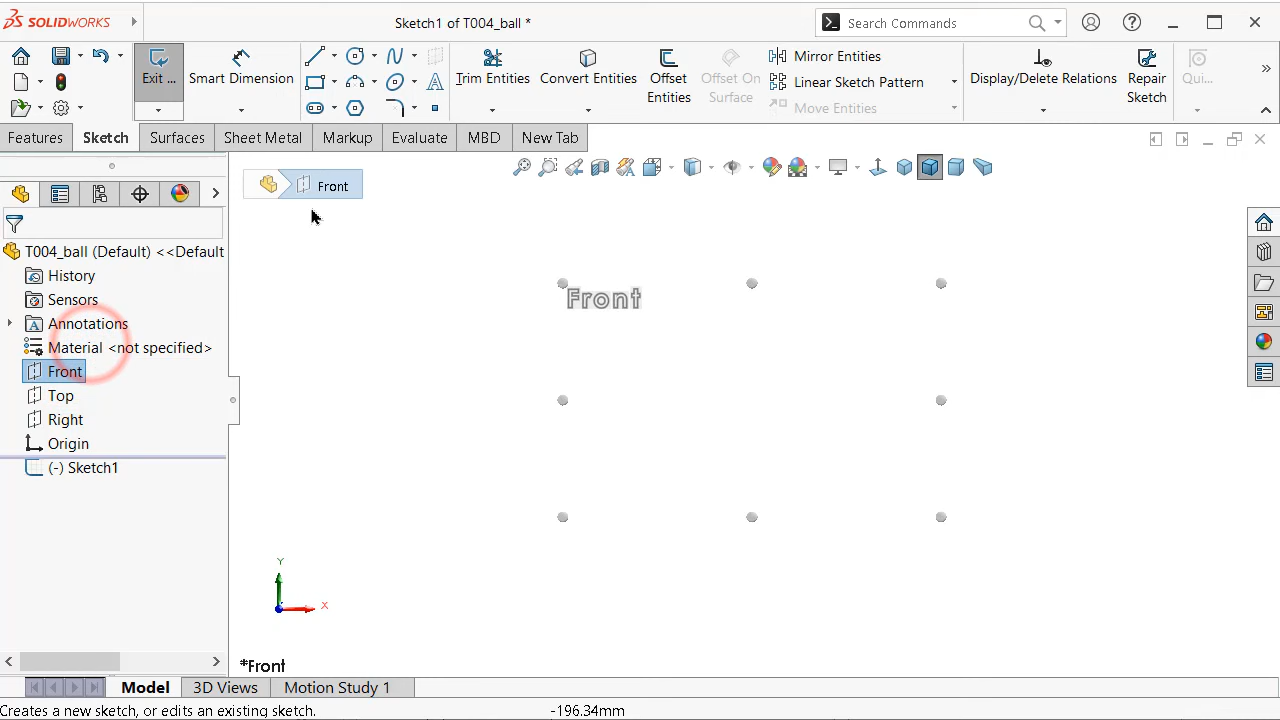 SOLIDWORKS
Sketch1 of T004_ball *
Search Commands
Exit ...
Smart Dimension
Trim Entities
Convert Entities
Offset
Entities
Offset On
Surface
Mirror Entities
Linear Sketch Pattern
Move Entities
Display/Delete Relations
Repair
Sketch
Qui...
Features
Sketch
Surfaces
Sheet Metal
Markup
Evaluate
MBD
New Tab
Front
T004_ball (Default) <<Default
History
Sensors
Annotations
Material <not specified>
Front
Top
Right
Origin
(-) Sketch1
Front
Y
X
*Front
Model
3D Views
Motion Study 1
Creates a new sketch, or edits an existing sketch.
-196.34mm